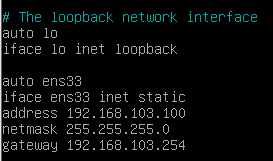 # The loopback network interface
auto lo
iface lo inet loopback
auto ens33
iface ens33 inet static
address 192.168.103.100
netmask 255.255.255.0
gateway 192.168.103.254